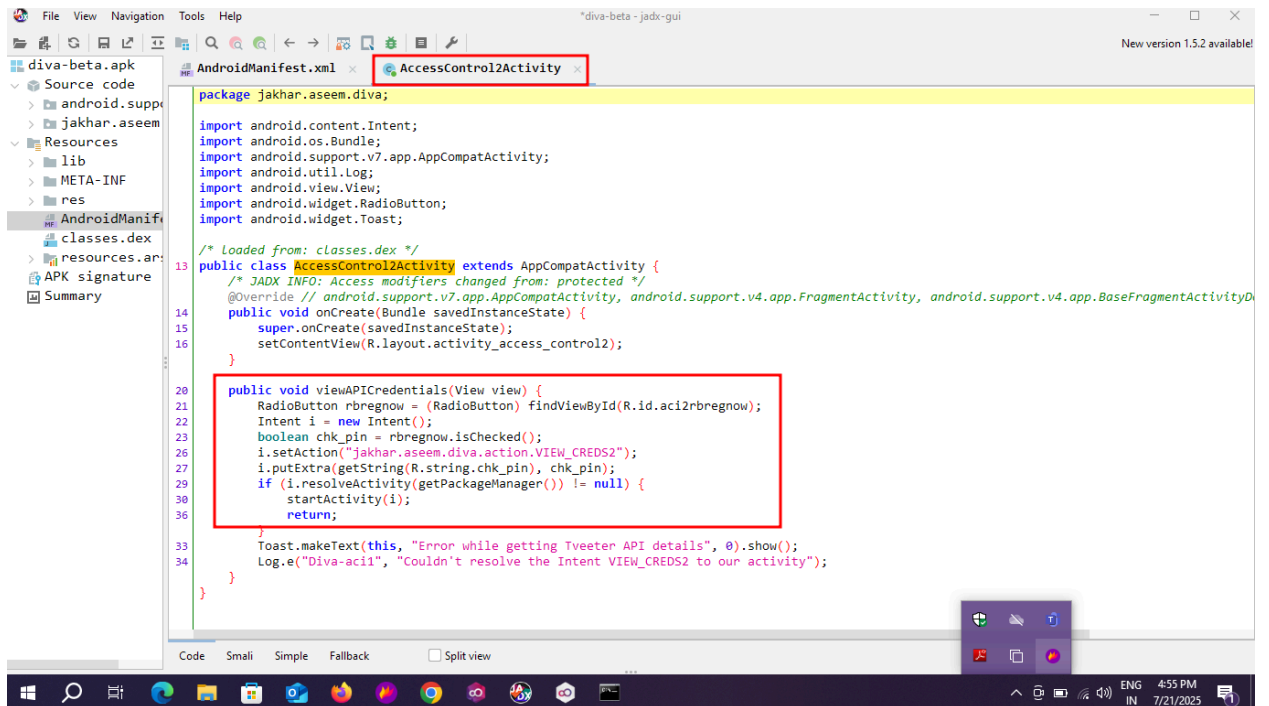 File View Navigation Tools Help *diva-beta - jadx-gui
New version 1.5.2 available!
diva-beta.apk
Source code
android.suppo
jakhar.aseem
Resources
lib
META-INF
res
AndroidManife
classes.dex
resources.ars
APK signature
Summary
AndroidManifest.xml × AccessControl2Activity ×
package jakhar.aseem.diva;
import android.content.Intent;
import android.os.Bundle;
import android.support.v7.app.AppCompatActivity;
import android.util.Log;
import android.view.View;
import android.widget.RadioButton;
import android.widget.Toast;
/* loaded from: classes.dex */
13 public class AccessControl2Activity extends AppCompatActivity {
/* JADX INFO: Access modifiers changed from: protected */
@Override // android.support.v7.app.AppCompatActivity, android.support.v4.app.FragmentActivity, android.support.v4.app.BaseFragmentActivityDo
14 public void onCreate(Bundle savedInstanceState) {
15 super.onCreate(savedInstanceState);
16 setContentView(R.layout.activity_access_control2);
}
20 public void viewAPICredentials(View view) {
21 RadioButton rbregnow = (RadioButton) findViewById(R.id.aci2rbregnow);
22 Intent i = new Intent();
23 boolean chk_pin = rbregnow.isChecked();
26 i.setAction("jakhar.aseem.diva.action.VIEW_CREDS2");
27 i.putExtra(getString(R.string.chk_pin), chk_pin);
29 if (i.resolveActivity(getPackageManager()) != null) {
30 startActivity(i);
36 return;
}
33 Toast.makeText(this, "Error while getting Tveeter API details", 0).show();
34 Log.e("Diva-aci1", "Couldn't resolve the Intent VIEW_CREDS2 to our activity");
}
}
Code Smali Simple Fallback Split view
ENG 4:55 PM
IN 7/21/2025